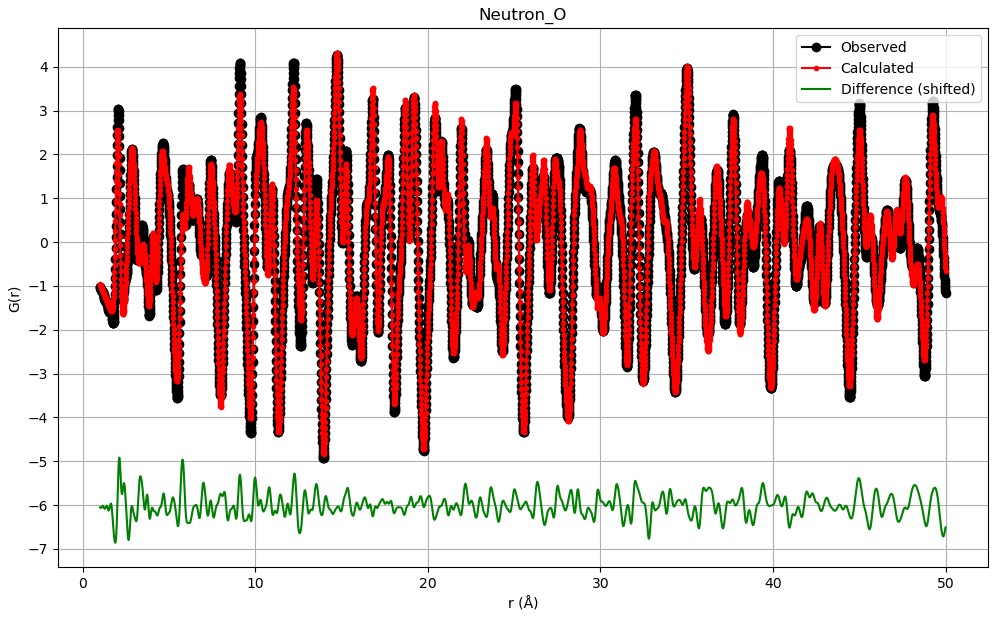 Neutron_O
Observed
Calculated
Difference (shifted)
G(r)
4
3
2
1
0
−1
−2
−3
−4
−5
−6
−7
0 10 20 30 40 50
r (Å)